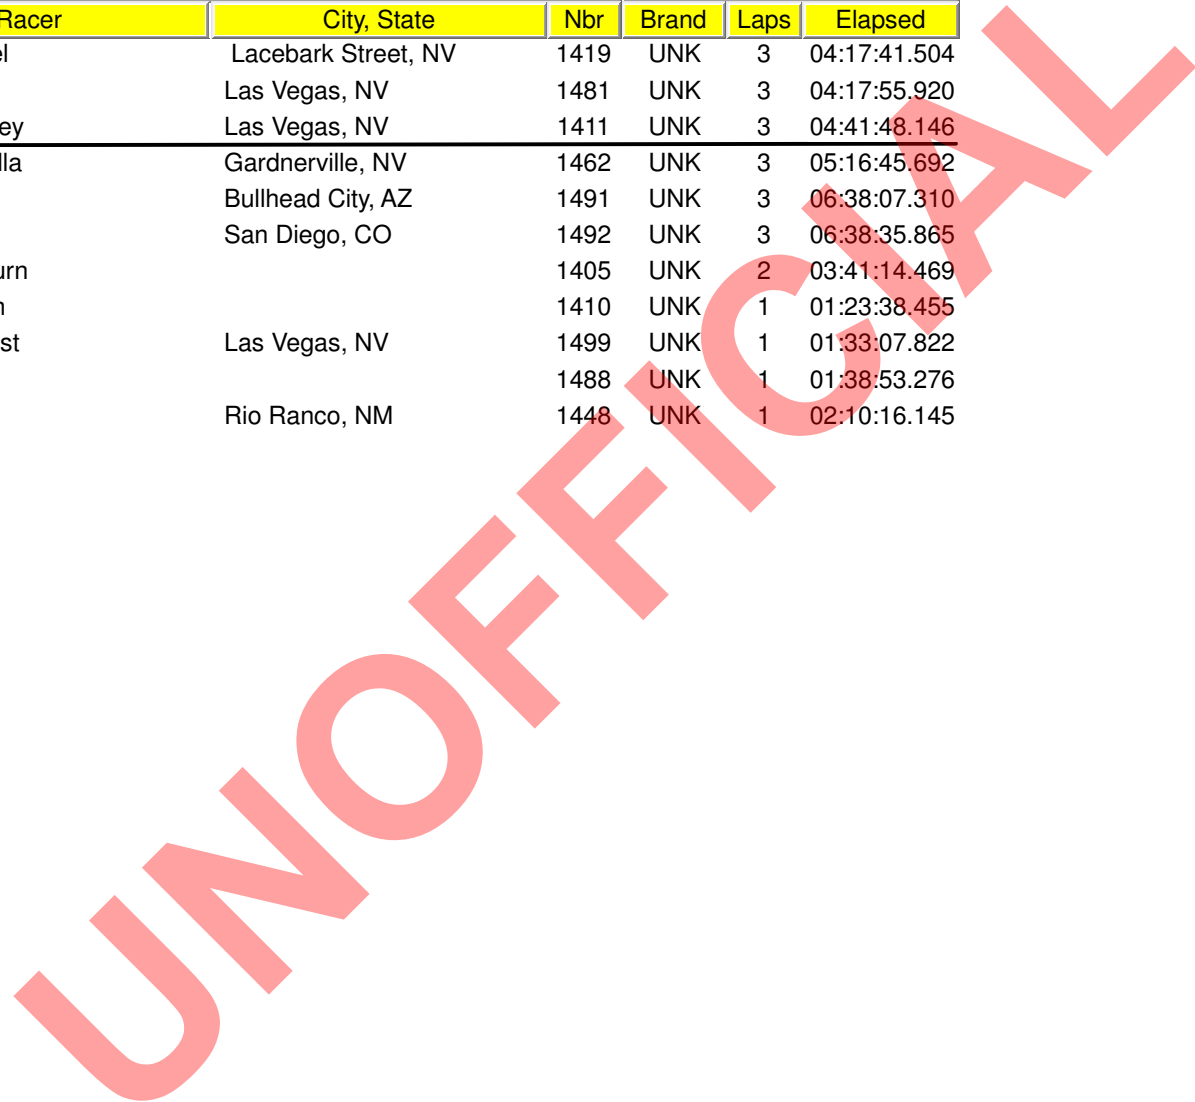 Racer City, State Nbr Brand Laps Elapsed
el Lacebark Street, NV 1419 UNK 3 04:17:41.504
Las Vegas, NV 1481 UNK 3 04:17:55.920
ey Las Vegas, NV 1411 UNK 3 04:41:48.146
lla Gardnerville, NV 1462 UNK 3 05:16:45.692
Bullhead City, AZ 1491 UNK 3 06:38:07.310
San Diego, CO 1492 UNK 3 06:38:35.865
urn 1405 UNK 2 03:41:14.469
1410 UNK 1 01:23:38.455
st Las Vegas, NV 1499 UNK 1 01:33:07.822
1488 UNK 1 01:38:53.276
Rio Ranco, NM 1448 UNK 1 02:10:16.145
UNOFFICIAL